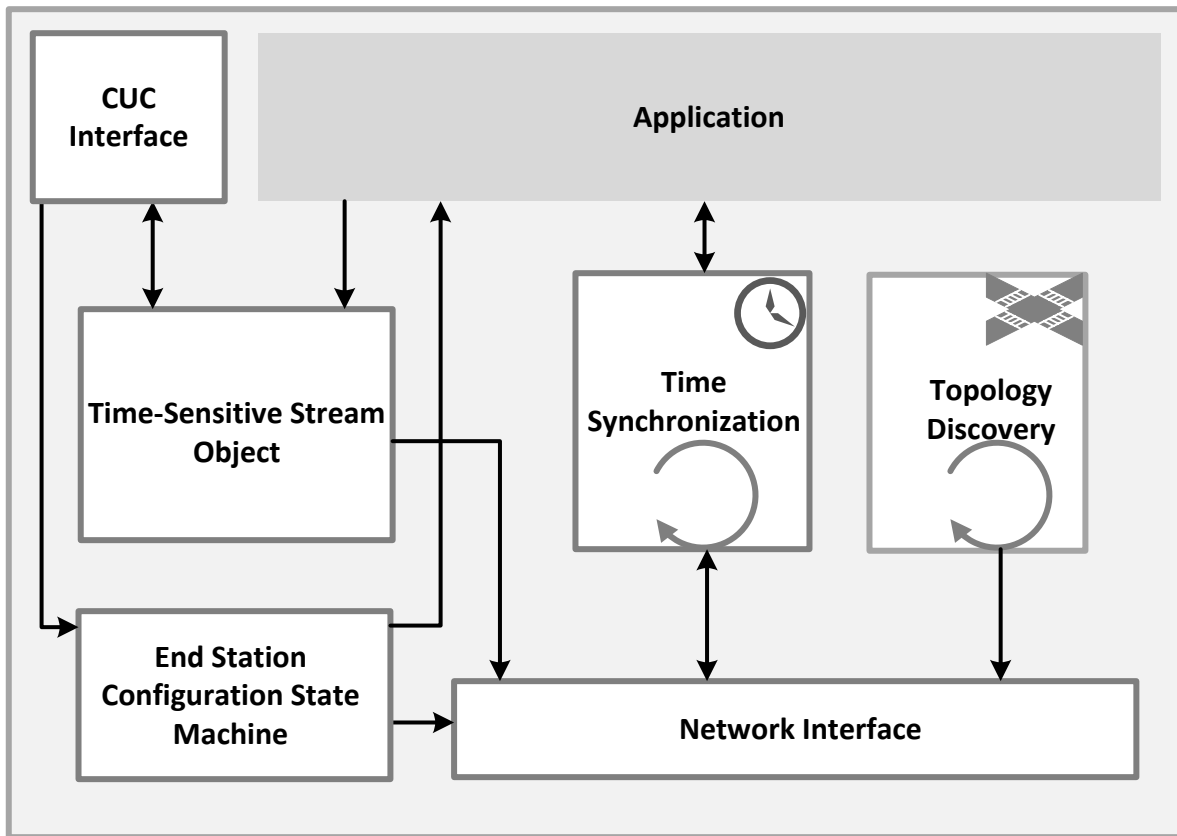 CUC
Interface
Application
Time-Sensitive Stream
Object
Time
Synchronization
Topology
Discovery
End Station
Configuration State
Machine
Network Interface